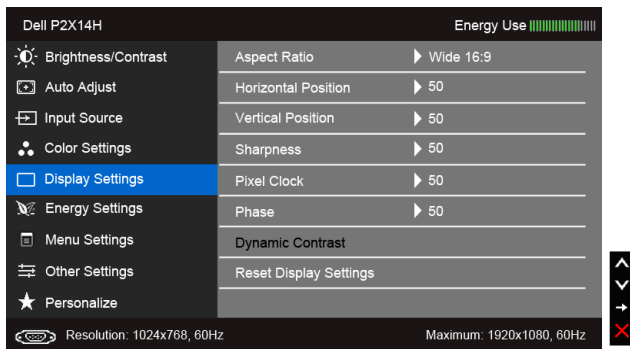 Dell P2X14H Energy Use
Brightness/Contrast Aspect Ratio Wide 16:9
Auto Adjust Horizontal Position 50
Input Source Vertical Position 50
Color Settings Sharpness 50
Display Settings Pixel Clock 50
Energy Settings Phase 50
Menu Settings Dynamic Contrast
Other Settings Reset Display Settings
Personalize
Resolution: 1024x768, 60Hz Maximum: 1920x1080, 60Hz